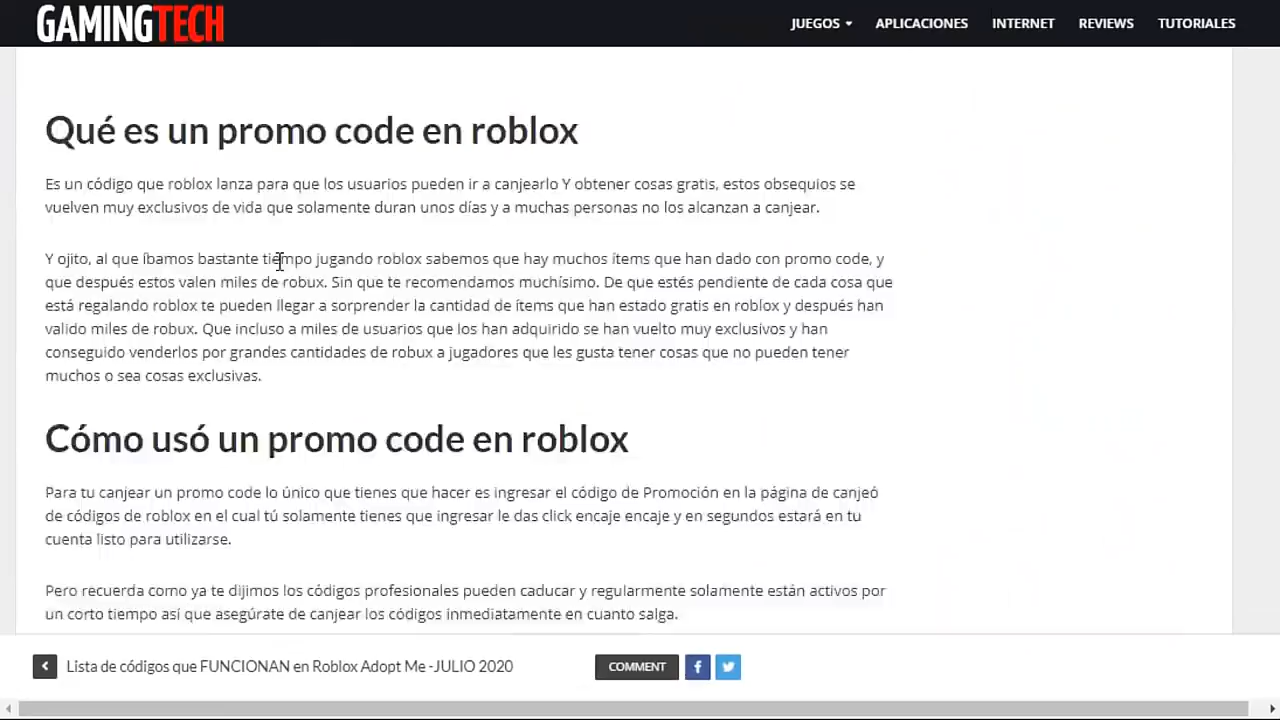 GAMINGTECH
JUEGOS APLICACIONES INTERNET REVIEWS TUTORIALES
Qué es un promo code en roblox
Es un código que roblox lanza para que los usuarios pueden ir a canjearlo Y obtener cosas gratis, estos obsequios se
vuelven muy exclusivos de vida que solamente duran unos días y a muchas personas no los alcanzan a canjear.
Y ojito, al que íbamos bastante tiempo jugando roblox sabemos que hay muchos ítems que han dado con promo code, y
que después estos valen miles de robux. Sin que te recomendamos muchísimo. De que estés pendiente de cada cosa que
está regalando roblox te pueden llegar a sorprender la cantidad de ítems que han estado gratis en roblox y después han
valido miles de robux. Que incluso a miles de usuarios que los han adquirido se han vuelto muy exclusivos y han
conseguido venderlos por grandes cantidades de robux a jugadores que les gusta tener cosas que no pueden tener
muchos o sea cosas exclusivas.
Cómo usó un promo code en roblox
Para tu canjear un promo code lo único que tienes que hacer es ingresar el código de Promoción en la página de canjeó
de códigos de roblox en el cual tú solamente tienes que ingresar le das click encaje encaje y en segundos estará en tu
cuenta listo para utilizarse.
Pero recuerda como ya te dijimos los códigos profesionales pueden caducar y regularmente solamente están activos por
un corto tiempo así que asegúrate de canjear los códigos inmediatamente en cuanto salga.
Lista de códigos que FUNCIONAN en Roblox Adopt Me -JULIO 2020
COMMENT